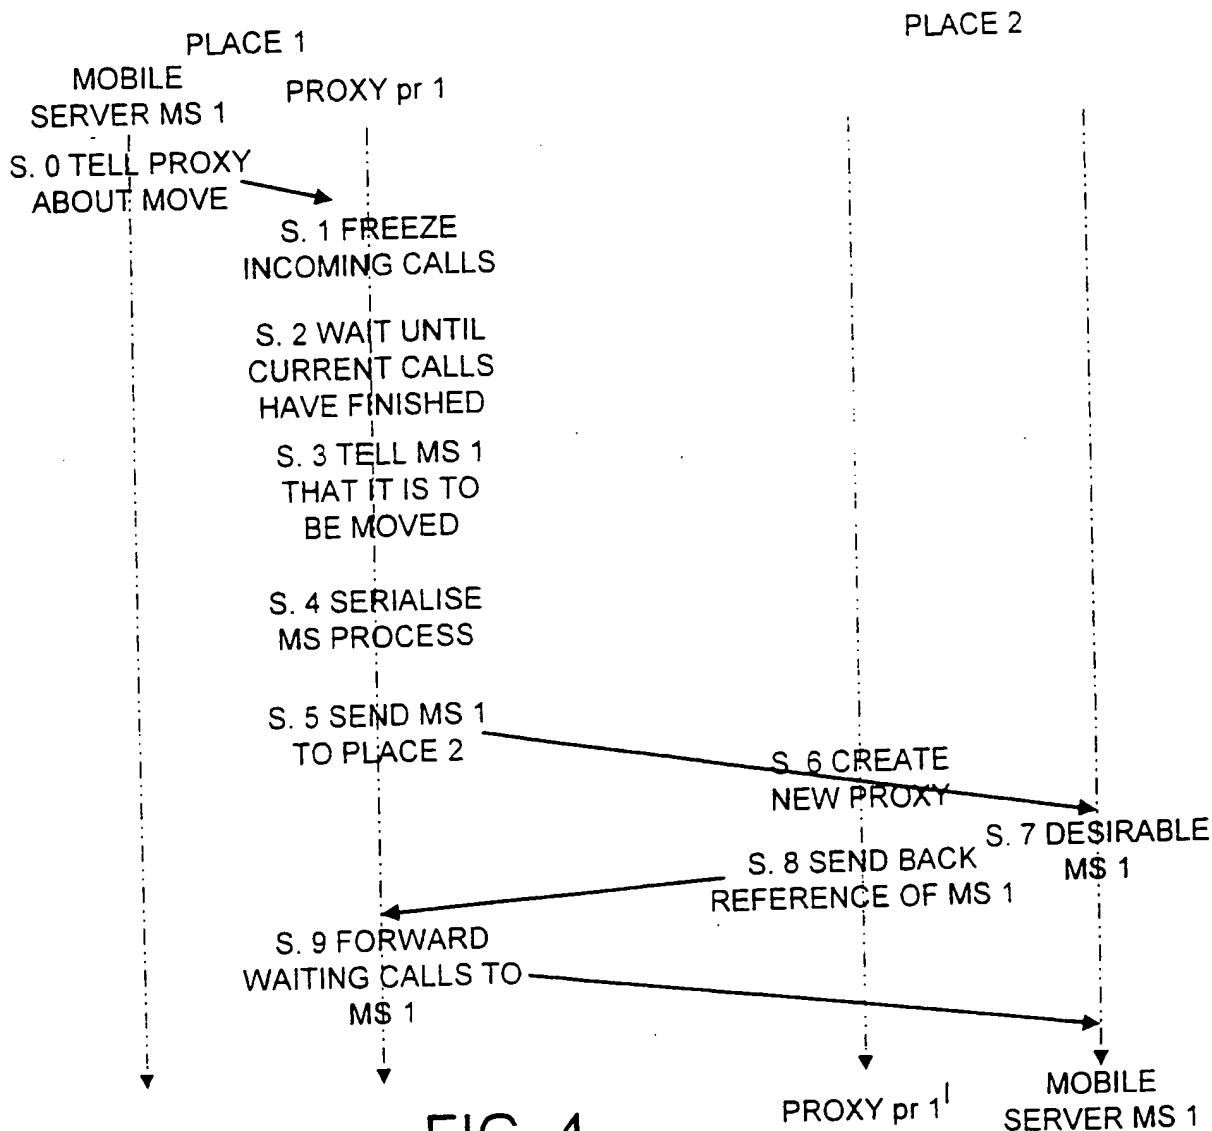 PLACE 1
PLACE 2
MOBILE
SERVER MS 1
PROXY pr 1
S. 0 TELL PROXY
ABOUT MOVE
S. 1 FREEZE
INCOMING CALLS
S. 2 WAIT UNTIL
CURRENT CALLS
HAVE FINISHED
S. 3 TELL MS 1
THAT IT IS TO
BE MOVED
S. 4 SERIALISE
MS PROCESS
S. 5 SEND MS 1
TO PLACE 2
S. 6 CREATE
NEW PROXY
S. 7 DESIRABLE
MS 1
S. 8 SEND BACK
REFERENCE OF MS 1
S. 9 FORWARD
WAITING CALLS TO
MS 1
PROXY pr 1'
MOBILE
SERVER MS 1
FIG. 4